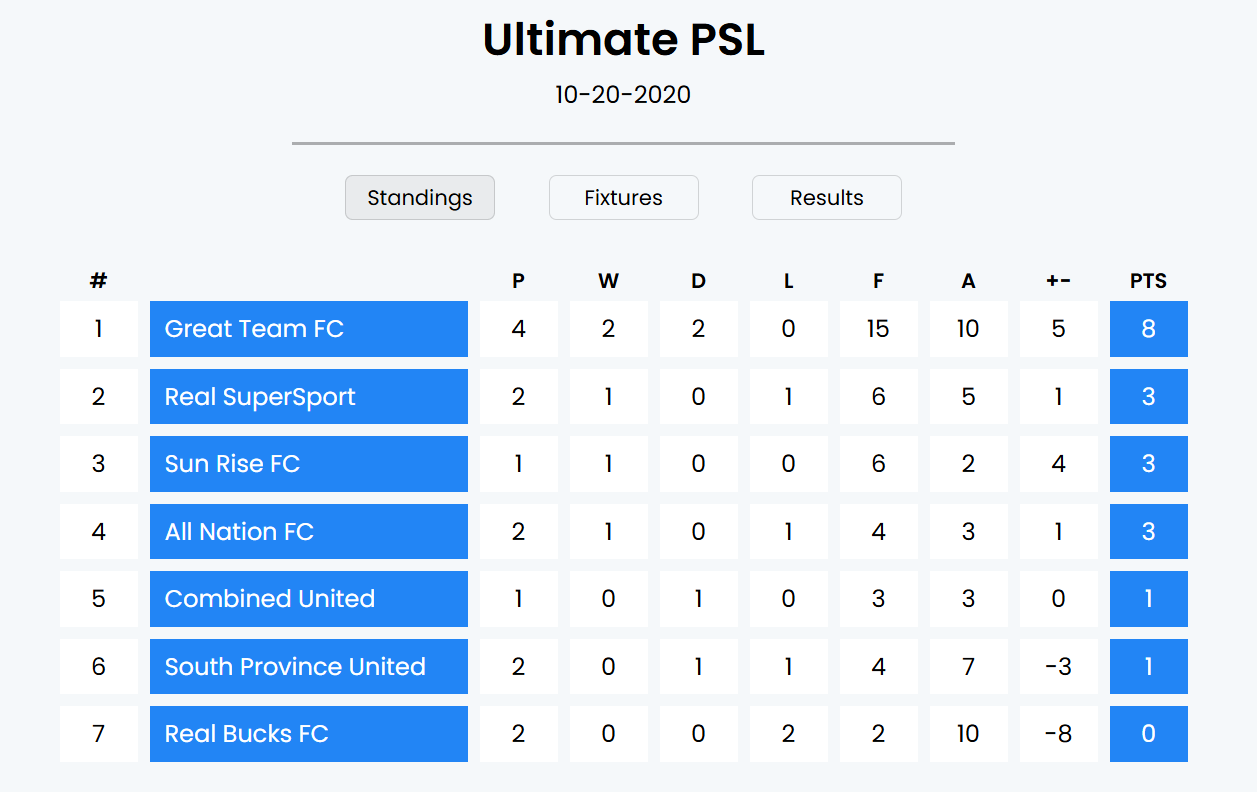 Ultimate PSL
10-20-2020
Standings Fixtures Results
# P W D L F A +- PTS
1 Great Team FC 4 2 2 0 15 10 5 8
2 Real SuperSport 2 1 0 1 6 5 1 3
3 Sun Rise FC 1 1 0 0 6 2 4 3
4 All Nation FC 2 1 0 1 4 3 1 3
5 Combined United 1 0 1 0 3 3 0 1
6 South Province United 2 0 1 1 4 7 -3 1
7 Real Bucks FC 2 0 0 2 2 10 -8 0